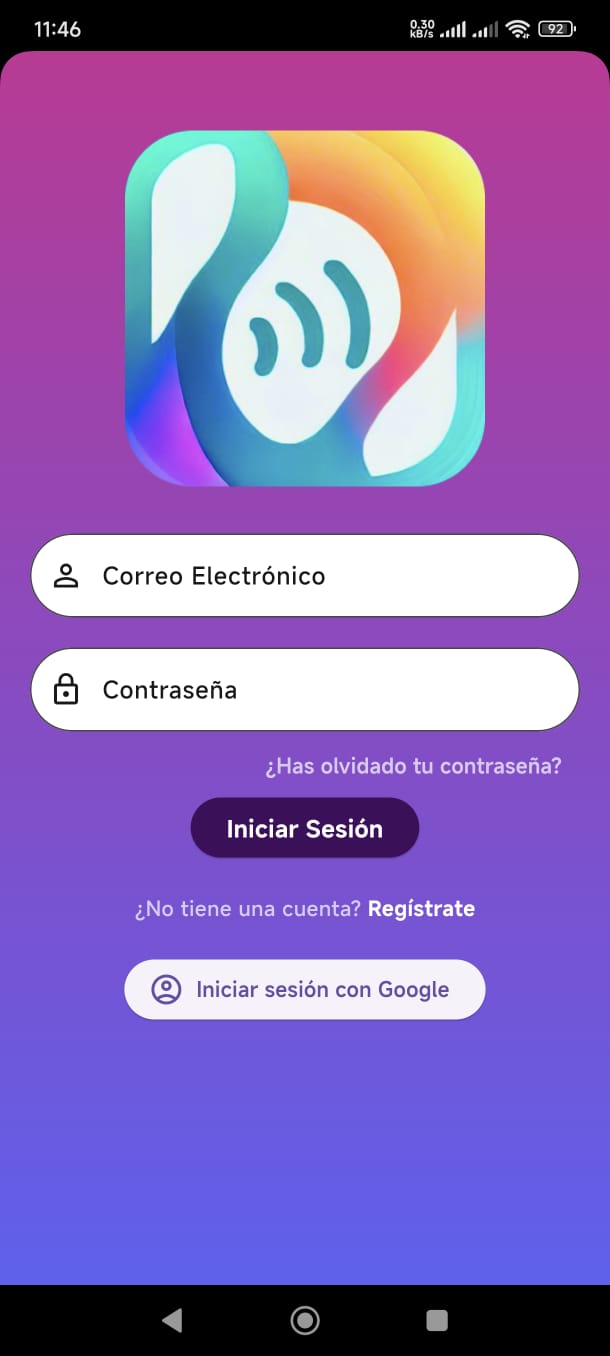 11:46
0.30
kB/s
92
Correo Electrónico
Contraseña
¿Has olvidado tu contraseña?
Iniciar Sesión
¿No tiene una cuenta? Regístrate
Iniciar sesión con Google